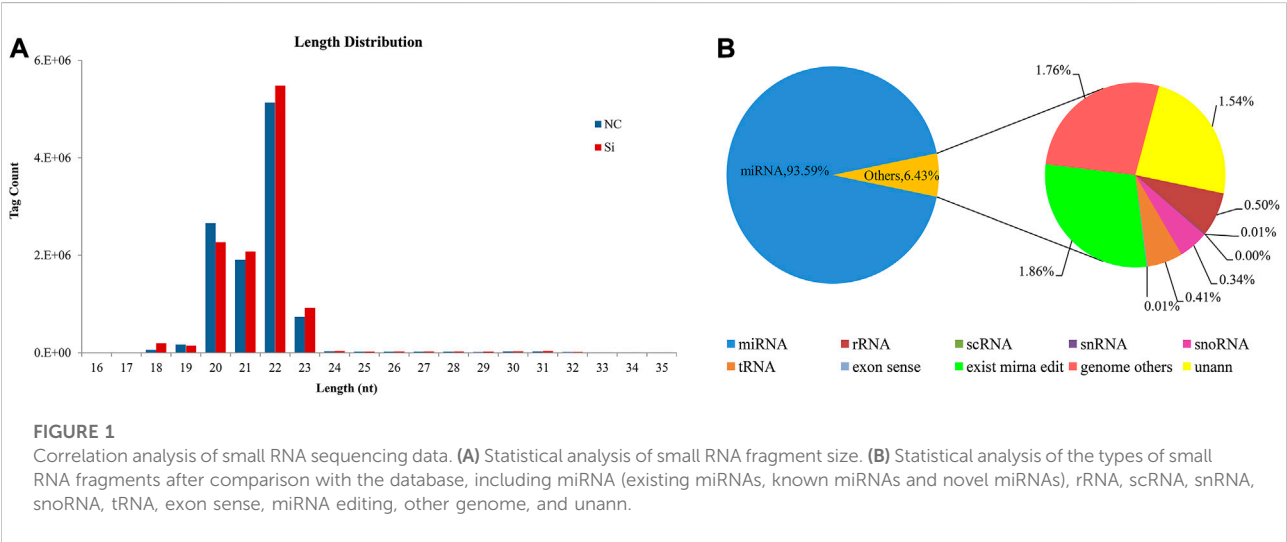 A
Length Distribution
6.E+06
4.E+06
2.E+06
0.E+00
Tag Count
NC
Si
16 17 18 19 20 21 22 23 24 25 26 27 28 29 30 31 32 33 34 35
Length (nt)
B
miRNA,93.59%
Others,6.43%
1.76%
1.54%
0.50%
0.01%
0.00%
0.34%
0.41%
0.01%
1.86%
miRNA rRNA scRNA snRNA snoRNA
tRNA exon sense exist mirna edit genome others unann
FIGURE 1
Correlation analysis of small RNA sequencing data. (A) Statistical analysis of small RNA fragment size. (B) Statistical analysis of the types of small
RNA fragments after comparison with the database, including miRNA (existing miRNAs, known miRNAs and novel miRNAs), rRNA, scRNA, snRNA,
snoRNA, tRNA, exon sense, miRNA editing, other genome, and unann.